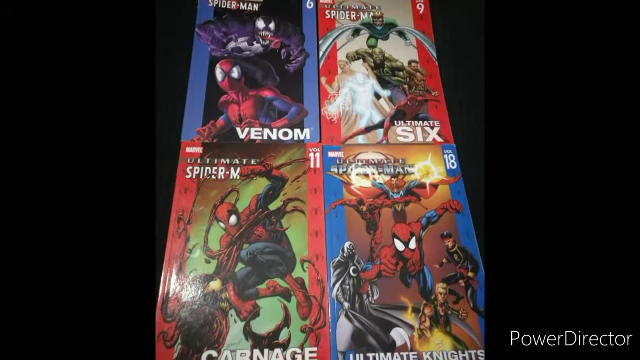 SPIDER-MAN
6
VENOM
ULTIMATE
SPIDER-MAN
9
ULTIMATE
SIX
MARVEL
ULTIMATE
SPIDER-M
VOL
11
CARNAGE
MARVEL
ULTIMATE
SPIDER-MAN
VOL
18
ULTIMATE KNIGHTS
PowerDirector